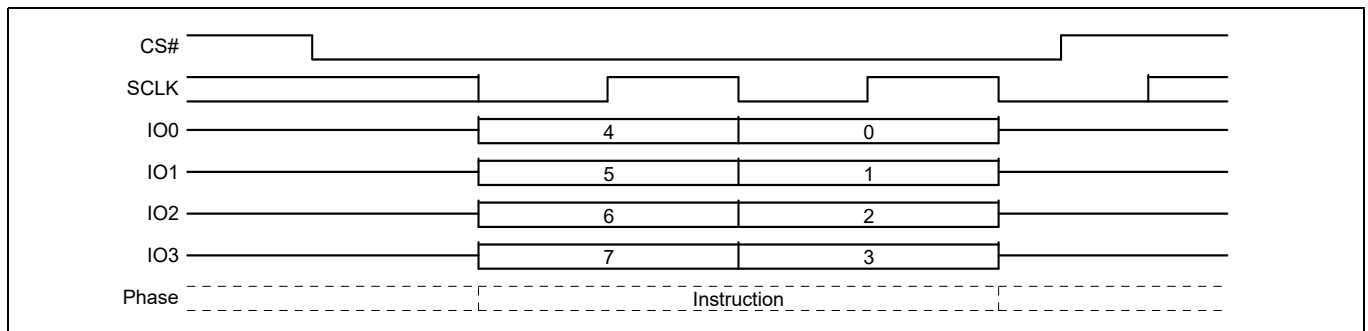 CS#
SCLK
IO0 4 0
IO1 5 1
IO2 6 2
IO3 7 3
Phase Instruction